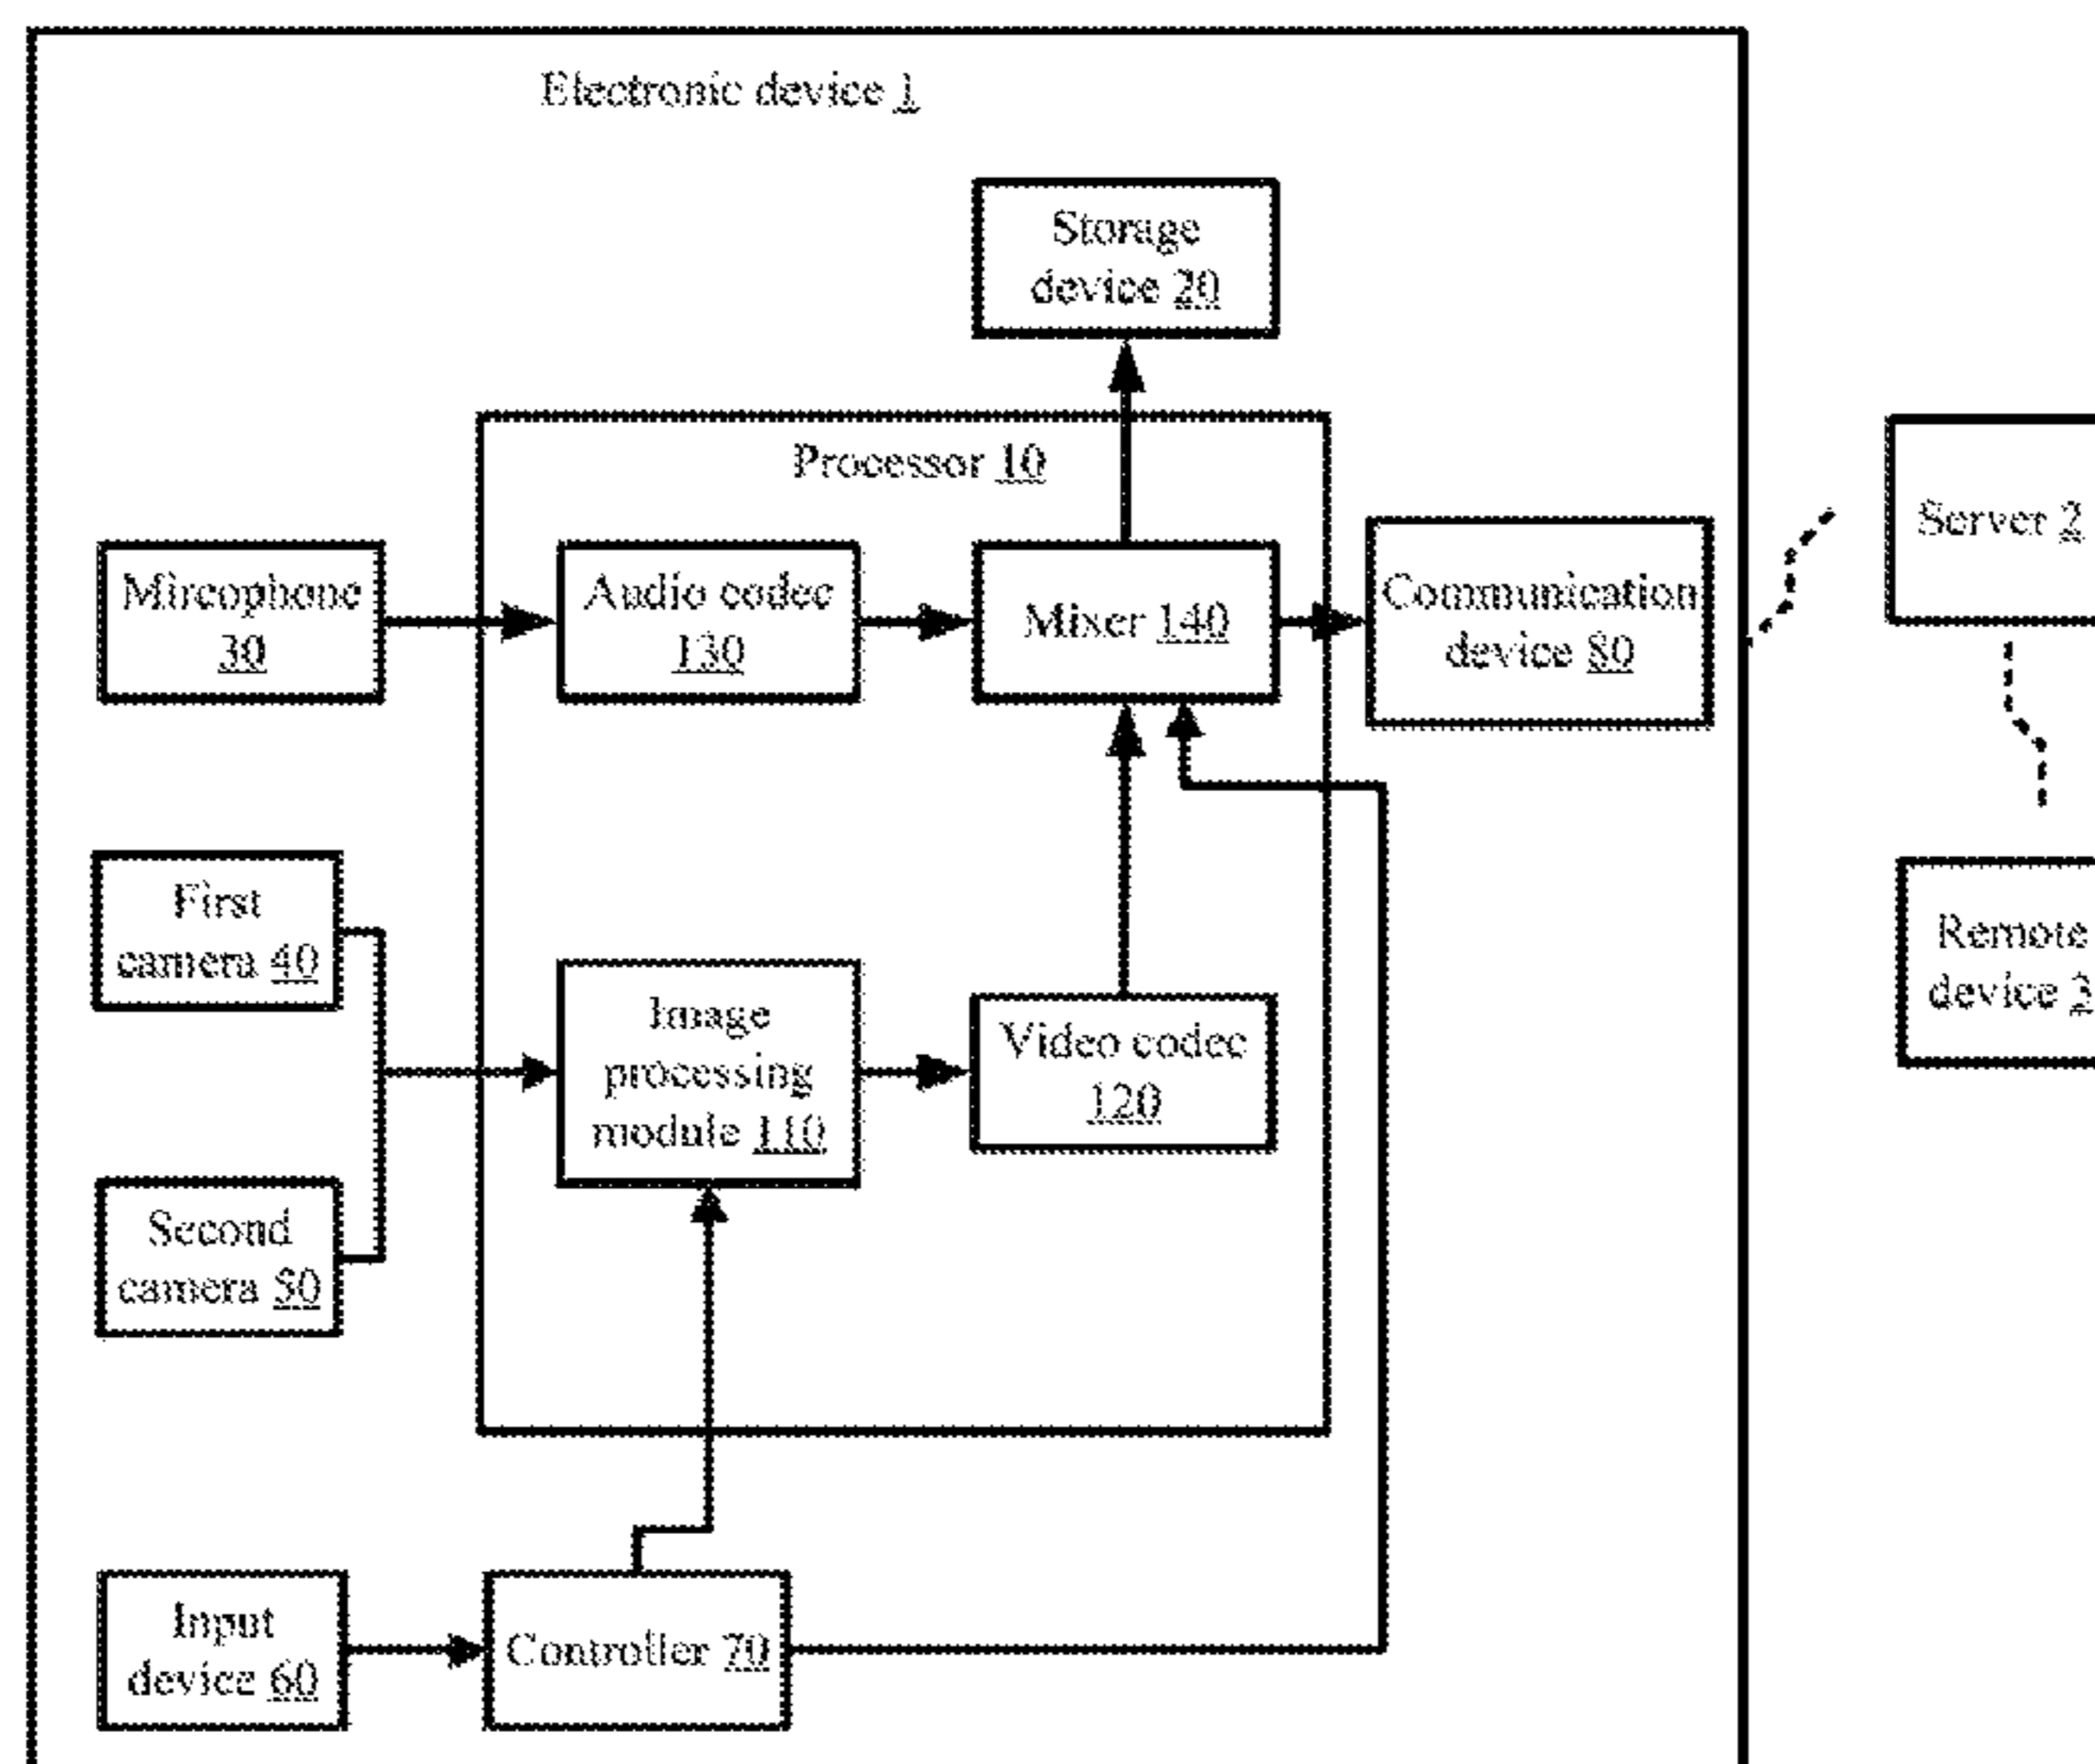 Electronic device 1
Storage
device 20
Processor 10
Mircophone
30
Audio codec
130
Mixer 140
Communication
device 80
Server 2
First
camera 40
Image
processing
module 110
Video codec
120
Remote
device 3
Second
camera 50
Input
device 60
Controller 70